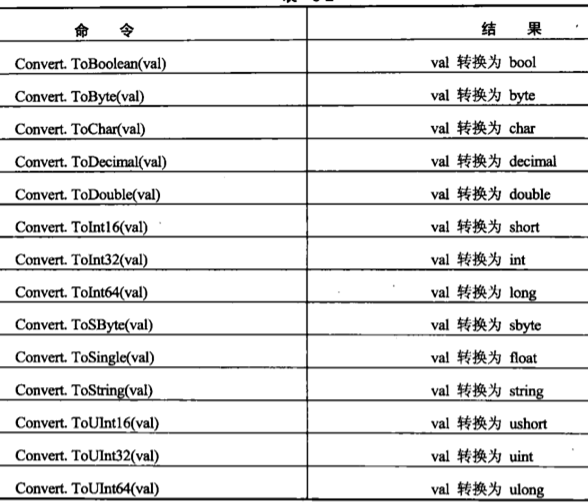 命 令 结 果
Convert. ToBoolean(val) val 转换为 bool
Convert. ToByte(val) val 转换为 byte
Convert. ToChar(val) val 转换为 char
Convert. ToDecimal(val) val 转换为 decimal
Convert. ToDouble(val) val 转换为 double
Convert. ToInt16(val) val 转换为 short
Convert. ToInt32(val) val 转换为 int
Convert. ToInt64(val) val 转换为 long
Convert. ToSByte(val) val 转换为 sbyte
Convert. ToSingle(val) val 转换为 float
Convert. ToString(val) val 转换为 string
Convert. ToUInt16(val) val 转换为 ushort
Convert. ToUInt32(val) val 转换为 uint
Convert. ToUInt64(val) val 转换为 ulong